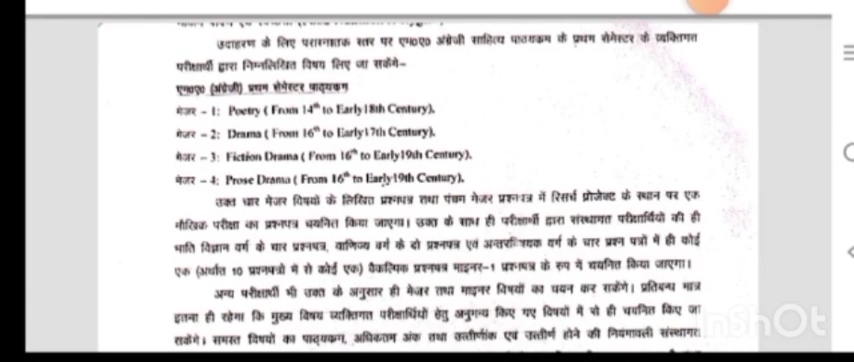 उदाहरण के लिए परास्नातक स्तर पर एम0ए0 अंग्रेजी साहित्य पाठयकम के प्रथम सेमेस्टर के व्यक्तिगत
परीक्षार्थी द्वारा निम्नलिखित विषय लिए जा सकेंगे–
एम0ए0 (अंग्रेजी) प्रथम सेमेस्टर पाठ्यकम
मेजर – 1: Poetry ( From 14th to Early18th Century).
मेजर – 2: Drama ( From 16th to Early17th Century).
मेजर – 3: Fiction Drama ( From 16th to Early19th Century).
मेजर – 4: Prose Drama ( From 16th to Early19th Century).
उक्त चार मेजर विषयों के लिखित प्रश्नपत्र तथा पंचम मेजर प्रश्नपत्र में रिसर्च प्रोजेक्ट के स्थान पर एक
मौखिक परीक्षा का प्रश्नपत्र चयनित किया जाएगा। उक्त के साथ ही परीक्षार्थी द्वारा संस्थागत परीक्षार्थियों की ही
भाति विज्ञान वर्ग के चार प्रश्नपत्र, वाणिज्य वर्ग के दो प्रश्नपत्र एवं अन्तरविषयक वर्ग के चार प्रश्न पत्रों में ही कोई
एक (अर्थात 10 प्रश्नपत्रो में से कोई एक) वैकल्पिक प्रश्नपत्र माइनर–1 प्रश्नपत्र के रुप में चयनित किया जाएगा।
अन्य परीक्षार्थी भी उक्त के अनुसार ही मेजर तथा माइनर विषयों का चयन कर सकेंगे। प्रतिबन्ध मात्र
इतना ही रहेगा कि मुख्य विषय व्यक्तिगत परीक्षार्थियों हेतु अनुमन्य किए गए विषयों में से ही चयनित किए जा
सकेंगे। समस्त विषयों का पाठ्यकम, अधिकतम अंक तथा उत्तीर्णांक एवं उत्तीर्ण होने की नियमावली संस्थागत
InShOt